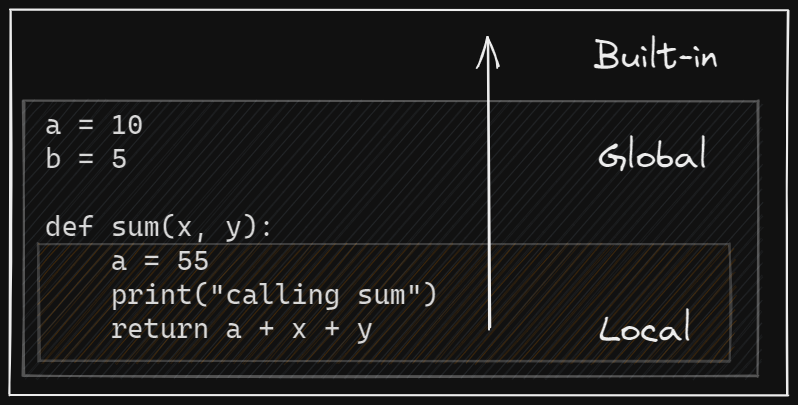 Built-in
a = 10
b = 5
Global
def sum(x, y):
    a = 55
    print("calling sum")
    return a + x + y
Local